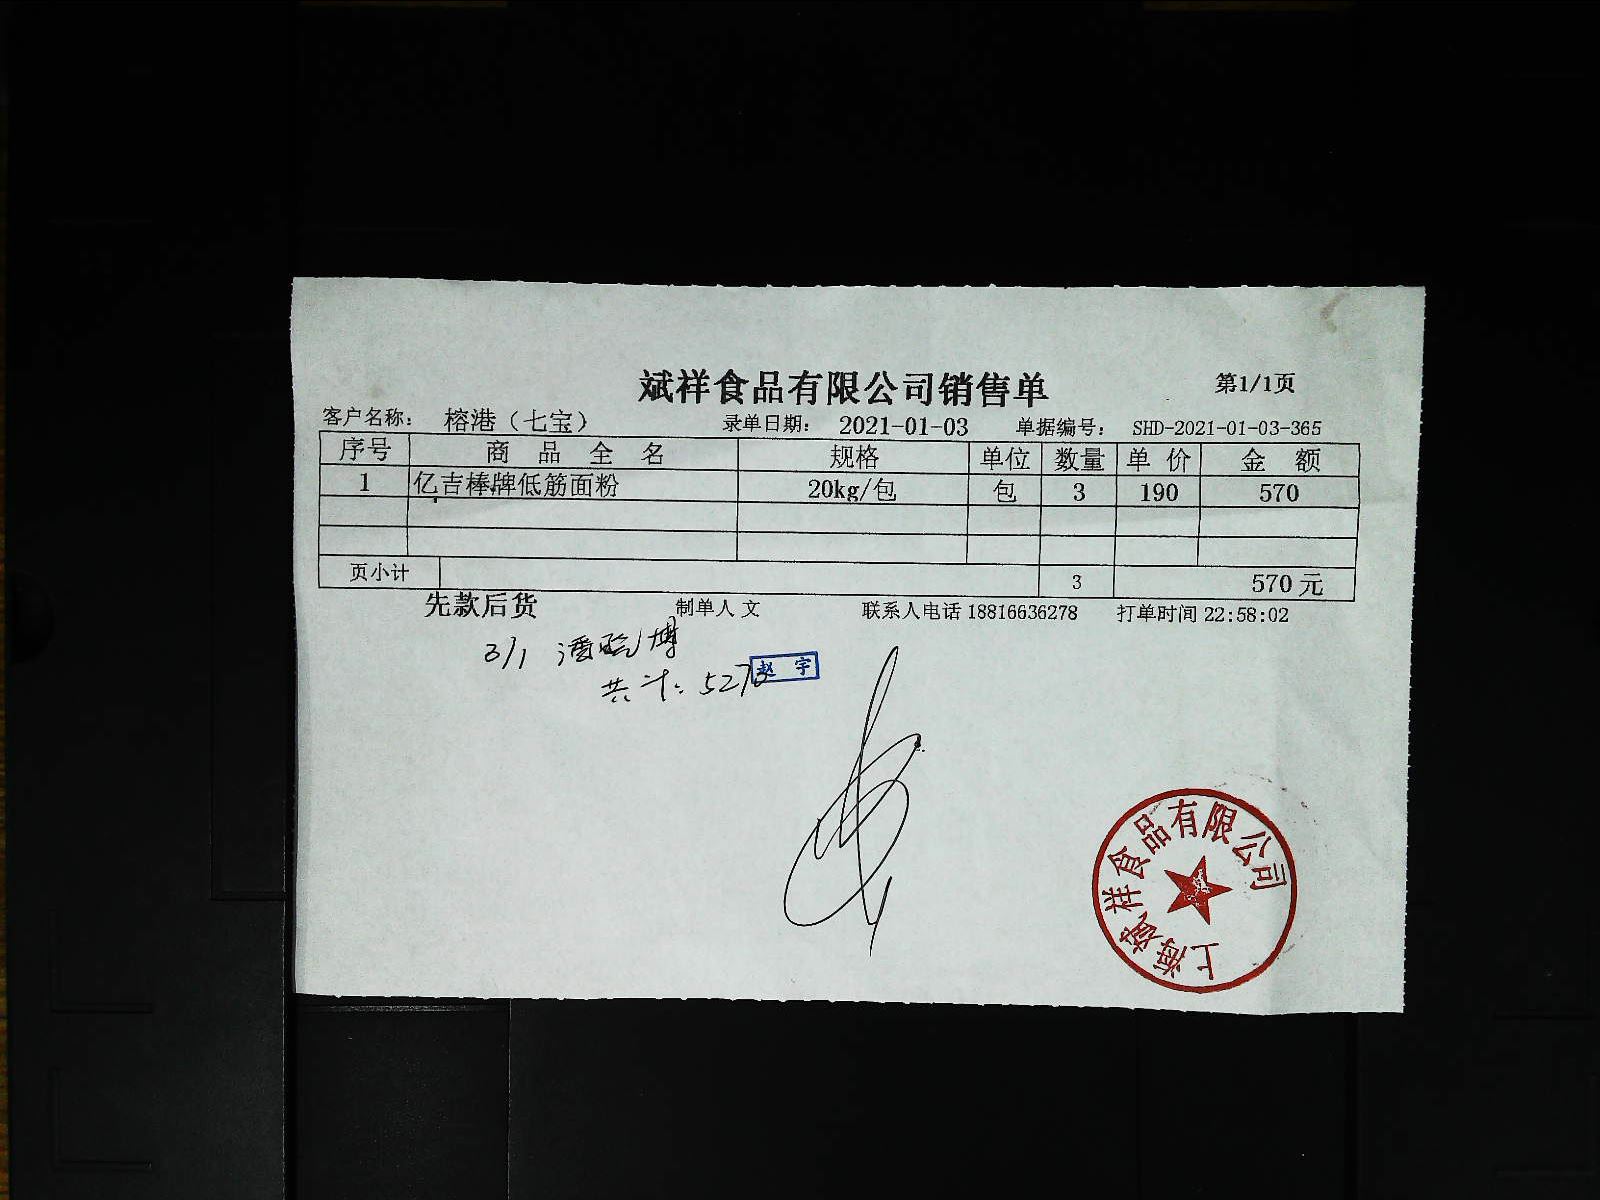 斌祥食品有限公司销售单 第1/1页
客户名称： 榕港（七宝） 录单日期： 2021-01-03 单据编号： SHD-2021-01-03-365
序号 商 品 全 名 规格 单位 数量 单 价 金 额
1 亿吉棒牌低筋面粉 20kg/包 包 3 190 570
页小计 3 570 元
先款后货 制单人 文 联系人电话 18816636278 打单时间 22:58:02
3/1 潘
共计: 527
赵 宇
上海斌祥食品有限公司